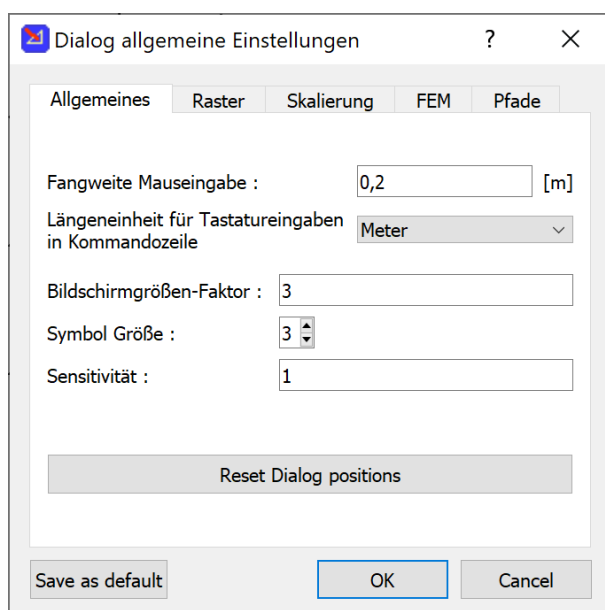 Dialog allgemeine Einstellungen ?
Allgemeines Raster Skalierung FEM Pfade
Fangweite Mauseingabe : 0,2 [m]
Längeneinheit für Tastatureingaben
in Kommandozeile Meter
Bildschirmgrößen-Faktor : 3
Symbol Größe : 3
Sensitivität : 1
Reset Dialog positions
Save as default OK Cancel